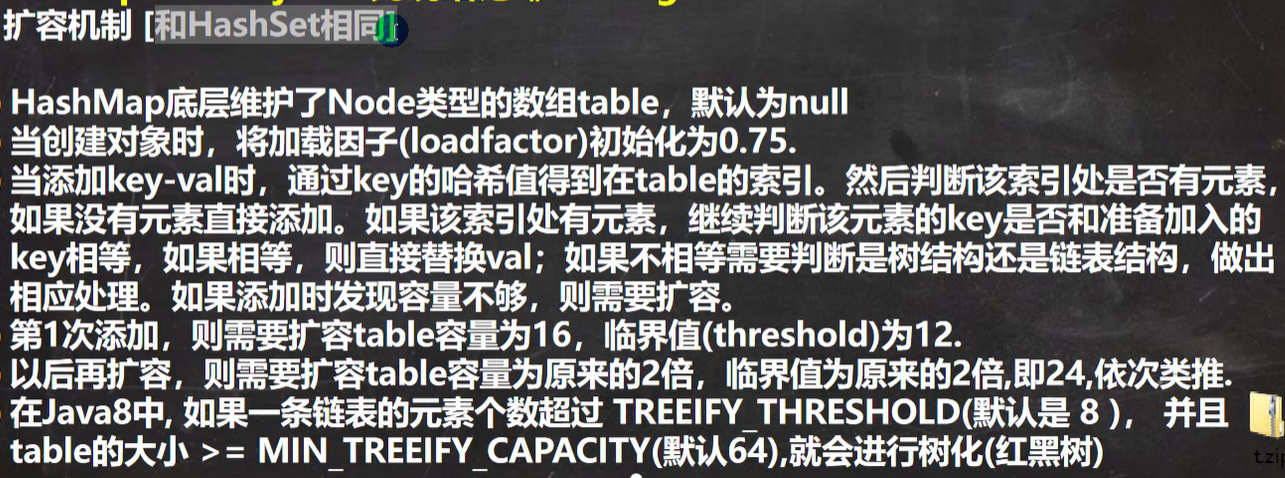 扩容机制 [和HashSet相同]
HashMap底层维护了Node类型的数组table，默认为null
当创建对象时，将加载因子(loadfactor)初始化为0.75.
当添加key-val时，通过key的哈希值得到在table的索引。然后判断该索引处是否有元素，
如果没有元素直接添加。如果该索引处有元素，继续判断该元素的key是否和准备加入的
key相等，如果相等，则直接替换val；如果不相等需要判断是树结构还是链表结构，做出
相应处理。如果添加时发现容量不够，则需要扩容。
第1次添加，则需要扩容table容量为16，临界值(threshold)为12.
以后再扩容，则需要扩容table容量为原来的2倍，临界值为原来的2倍,即24,依次类推.
在Java8中, 如果一条链表的元素个数超过 TREEIFY_THRESHOLD(默认是 8 )， 并且
table的大小 >= MIN_TREEIFY_CAPACITY(默认64),就会进行树化(红黑树)
t.zip